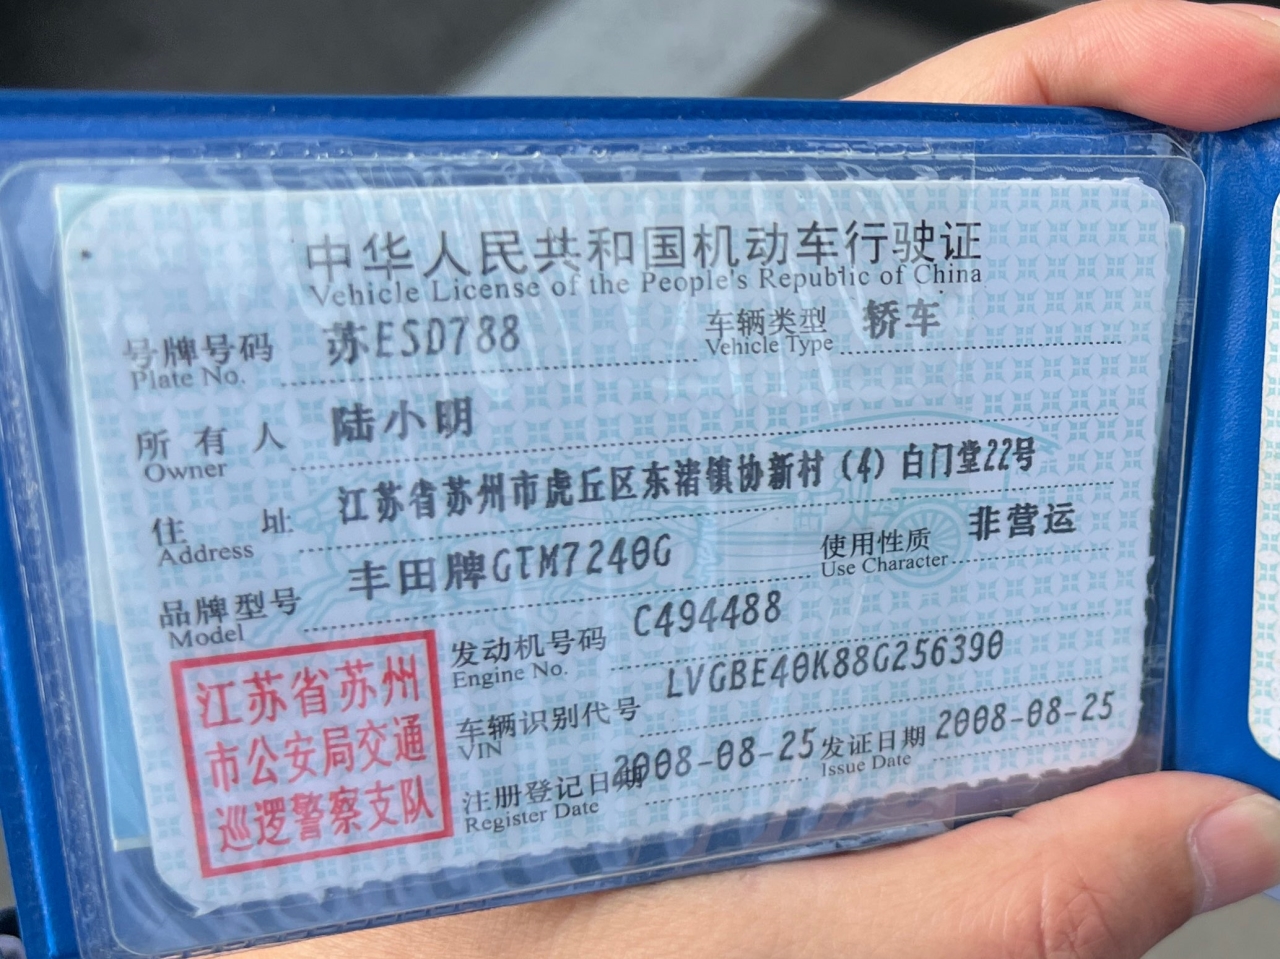 中华人民共和国机动车行驶证
Vehicle License of the People's Republic of China
号牌号码 苏ESD788 车辆类型 轿车
Plate No. Vehicle Type
所有人 陆小明
Owner
住址 江苏省苏州市虎丘区东渚镇协新村（4）白门堂22号
Address
品牌型号 丰田牌GTM7240G 使用性质 非营运
Model Use Character
江苏省苏州
市公安局交通
巡逻警察支队
发动机号码 C494488
Engine No.
车辆识别代号 LVGBE40K88G256390
VIN
注册登记日期 2008-08-25 发证日期 2008-08-25
Register Date Issue Date